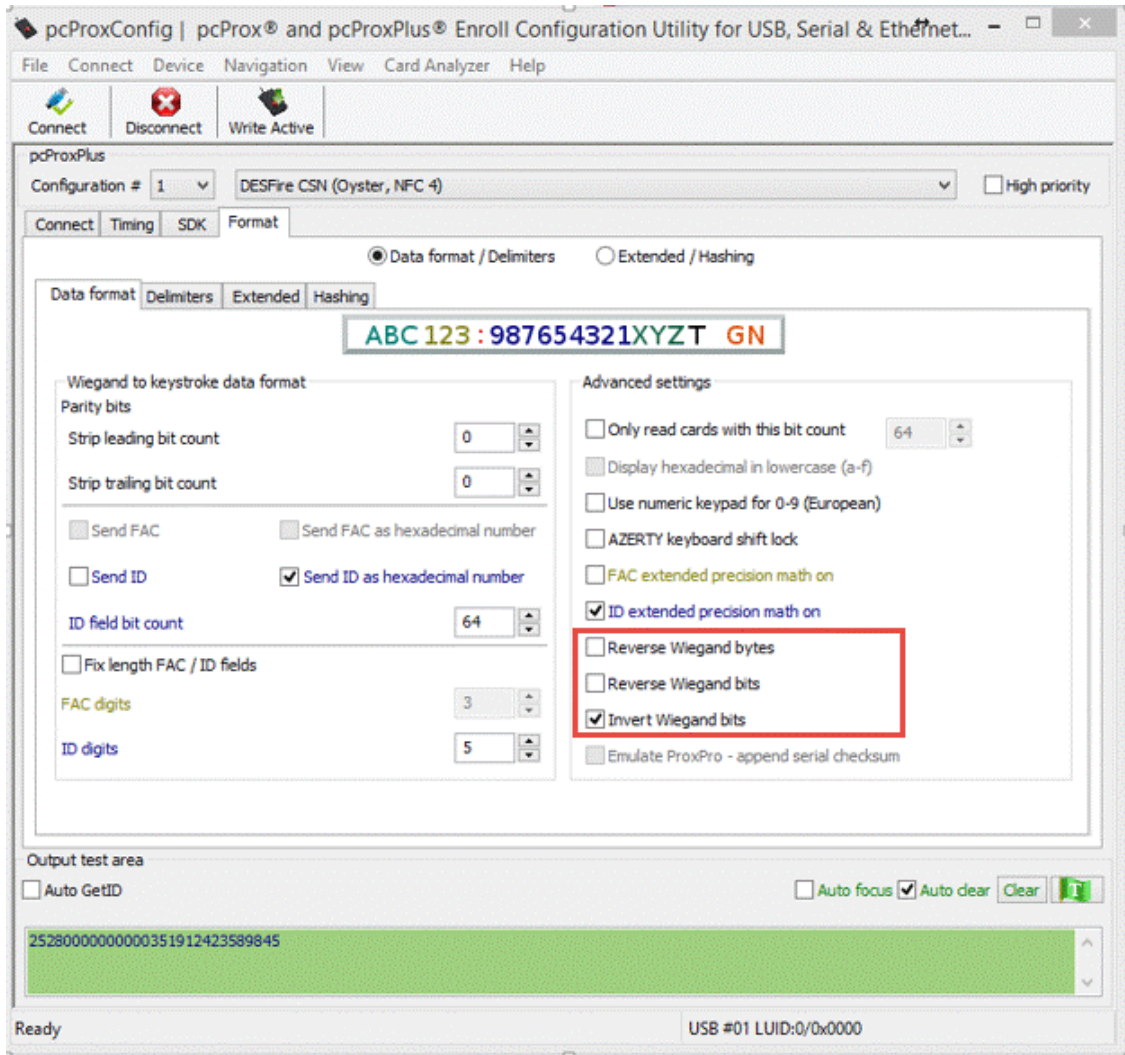 pcProxConfig | pcProx® and pcProxPlus® Enroll Configuration Utility for USB, Serial & Ethernet...
File Connect Device Navigation View Card Analyzer Help
Connect Disconnect Write Active
pcProxPlus
Configuration # 1 DESFire CSN (Oyster, NFC 4) High priority
Connect Timing SDK Format
Data format / Delimiters Extended / Hashing
Data format Delimiters Extended Hashing
ABC123:987654321XYZT GN
Wiegand to keystroke data format
Parity bits
Strip leading bit count 0
Strip trailing bit count 0
Send FAC Send FAC as hexadecimal number
Send ID Send ID as hexadecimal number
ID field bit count 64
Fix length FAC / ID fields
FAC digits 3
ID digits 5
Advanced settings
Only read cards with this bit count 64
Display hexadecimal in lowercase (a-f)
Use numeric keypad for 0-9 (European)
AZERTY keyboard shift lock
FAC extended precision math on
ID extended precision math on
Reverse Wiegand bytes
Reverse Wiegand bits
Invert Wiegand bits
Emulate ProxPro - append serial checksum
Output test area
Auto GetID Auto focus Auto clear Clear T
2528000000000351912423589845
Ready USB #01 LUID:0/0x0000